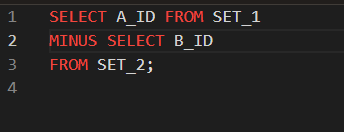 1 SELECT A_ID FROM SET_1
2 MINUS SELECT B_ID
3 FROM SET_2;
4